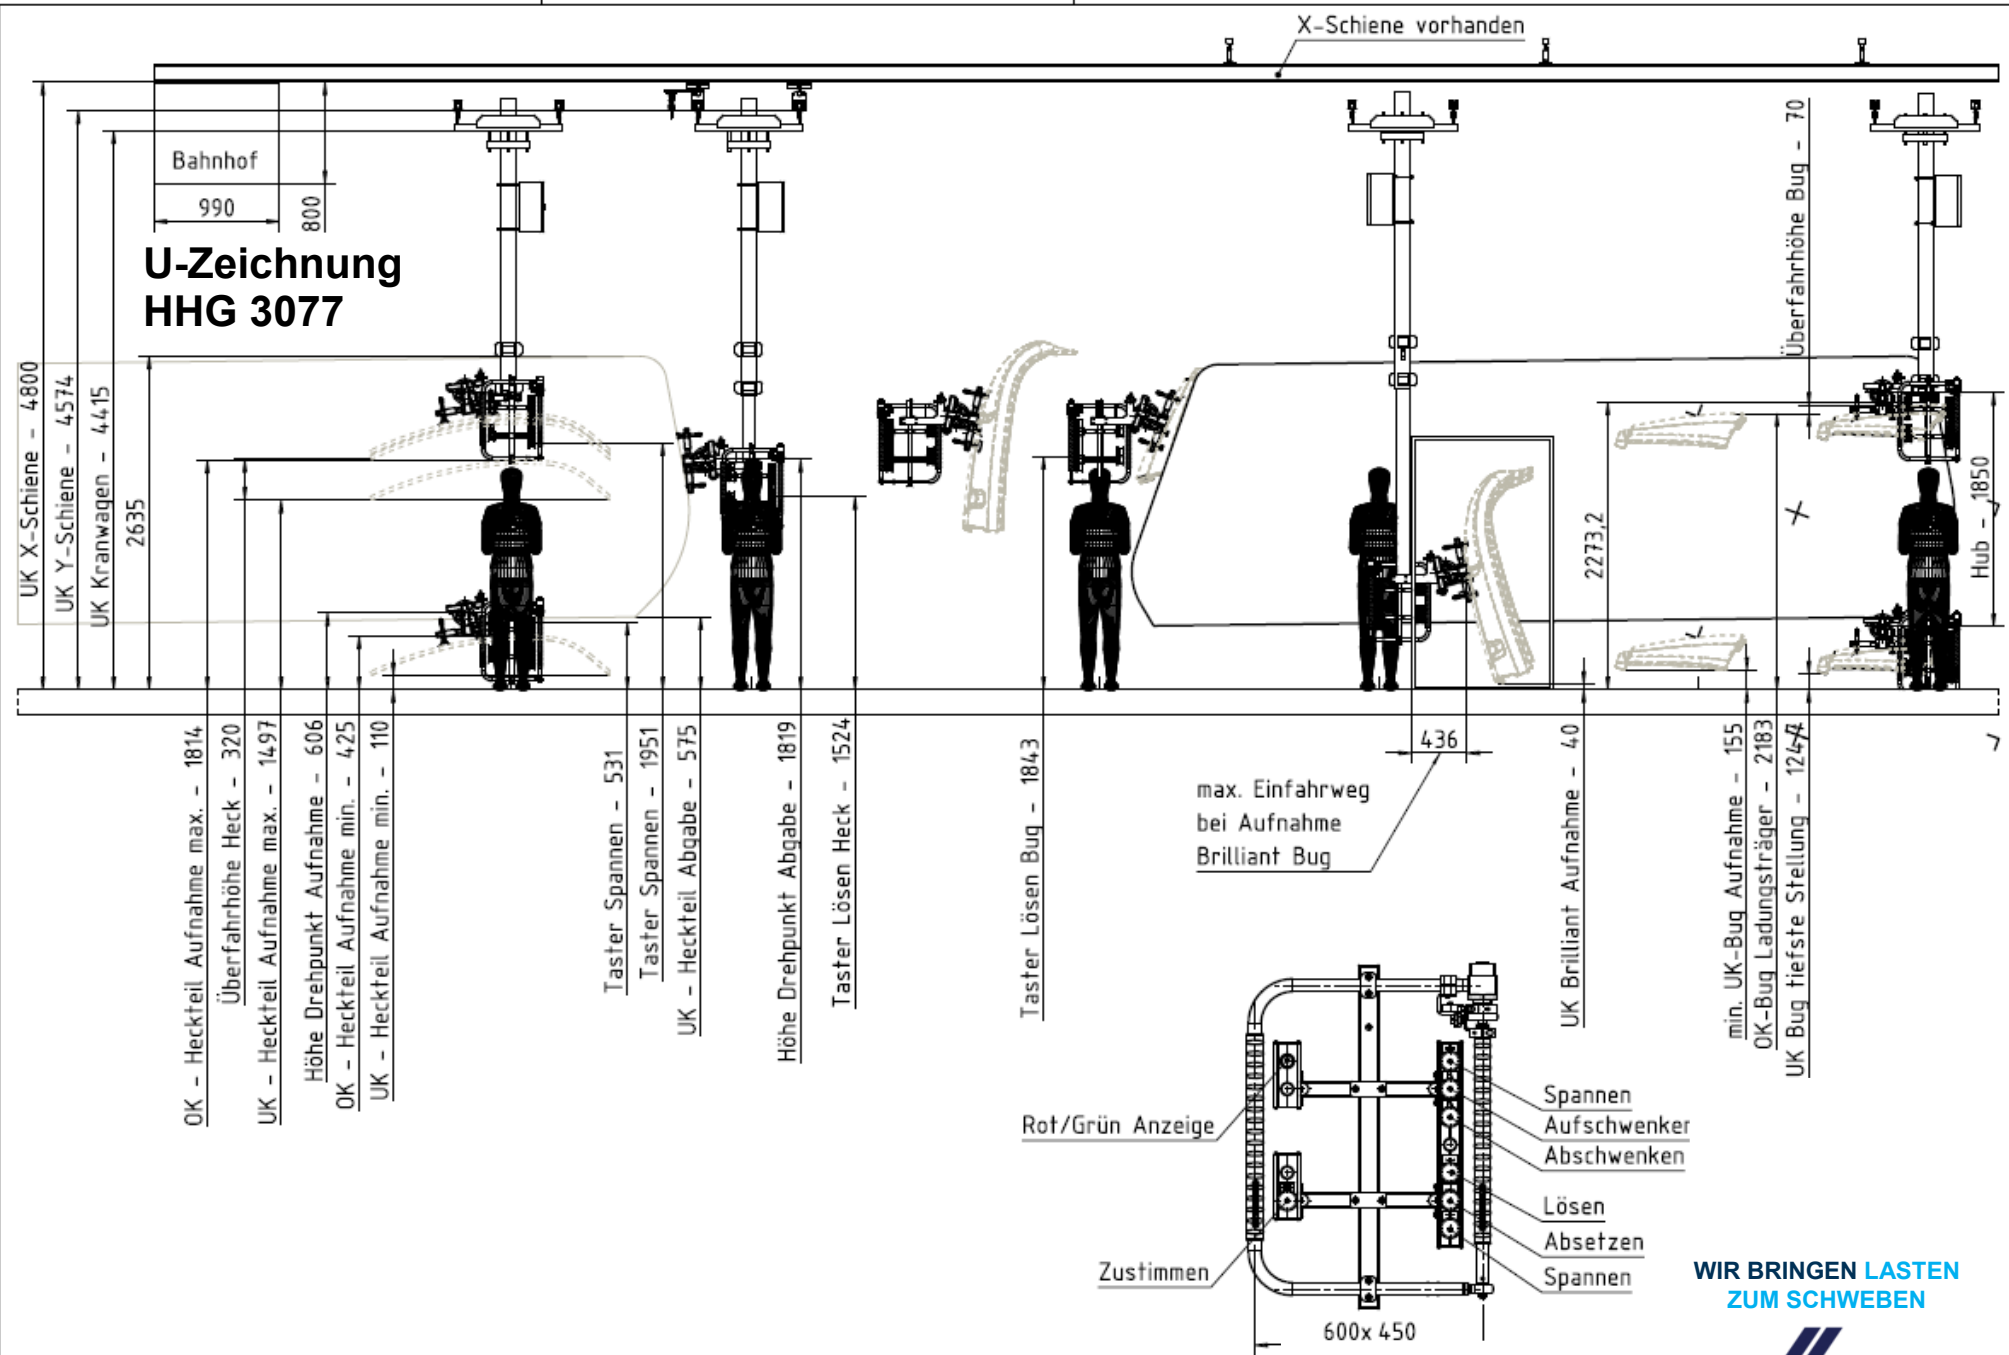 X-Schiene vorhanden
Bahnhof
990
800
U-Zeichnung
HHG 3077
UK X-Schiene - 4800
UK Y-Schiene - 4574
UK Kranwagen - 4415
2635
Überfahrhöhe Bug - 70
2273,2
Hub - 1850
OK - Heckteil Aufnahme max. - 1814
Überfahrhöhe Heck - 320
UK - Heckteil Aufnahme max. - 1497
Höhe Drehpunkt Aufnahme - 606
OK - Heckteil Aufnahme min. - 425
UK - Heckteil Aufnahme min. - 110
Taster Spannen - 531
Taster Spannen - 1951
UK - Heckteil Abgabe - 575
Höhe Drehpunkt Abgabe - 1819
Taster Lösen Heck - 1524
Taster Lösen Bug - 1843
436
max. Einfahrweg
bei Aufnahme
Brilliant Bug
UK Brilliant Aufnahme - 40
min. UK-Bug Aufnahme - 155
OK-Bug Ladungsträger - 2183
UK Bug tiefste Stellung -
Rot/Grün Anzeige
Zustimmen
Spannen
Aufschwenker
Abschwenken
Lösen
Absetzen
Spannen
600x 450
WIR BRINGEN LASTEN
ZUM SCHWEBEN